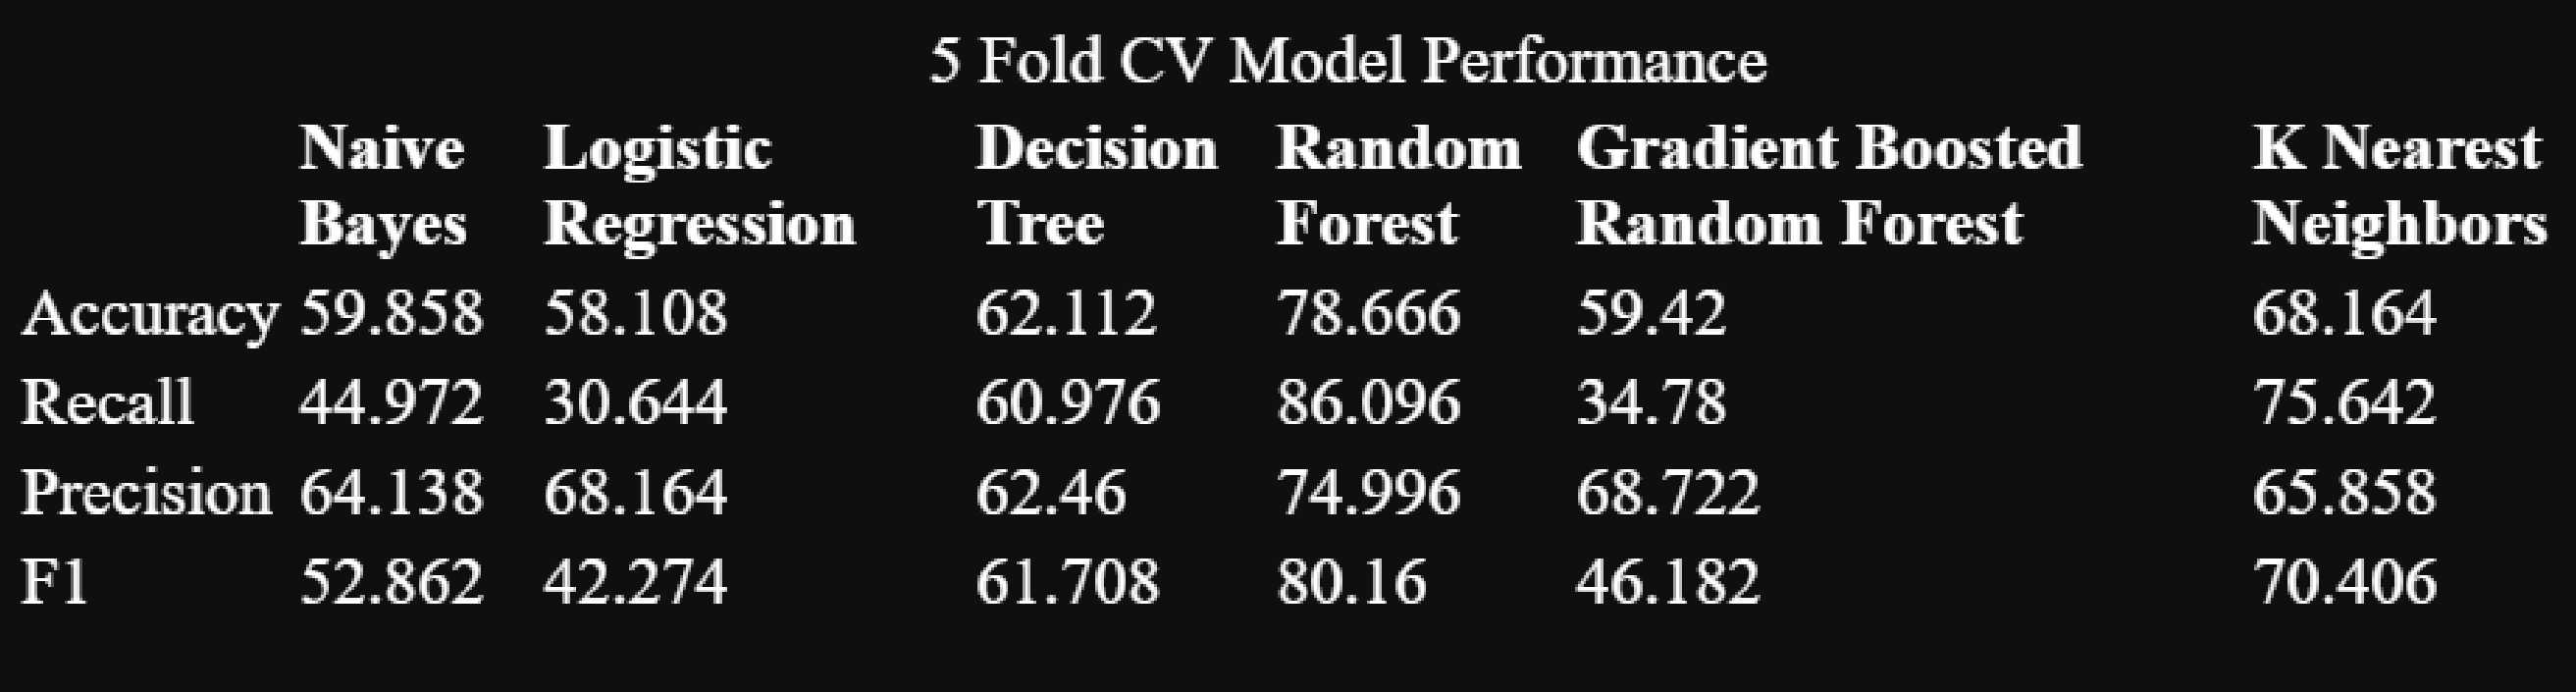 5 Fold CV Model Performance
Naive Logistic Decision Random Gradient Boosted K Nearest
Bayes Regression Tree Forest Random Forest Neighbors
Accuracy 59.858 58.108 62.112 78.666 59.42 68.164
Recall 44.972 30.644 60.976 86.096 34.78 75.642
Precision 64.138 68.164 62.46 74.996 68.722 65.858
F1 52.862 42.274 61.708 80.16 46.182 70.406